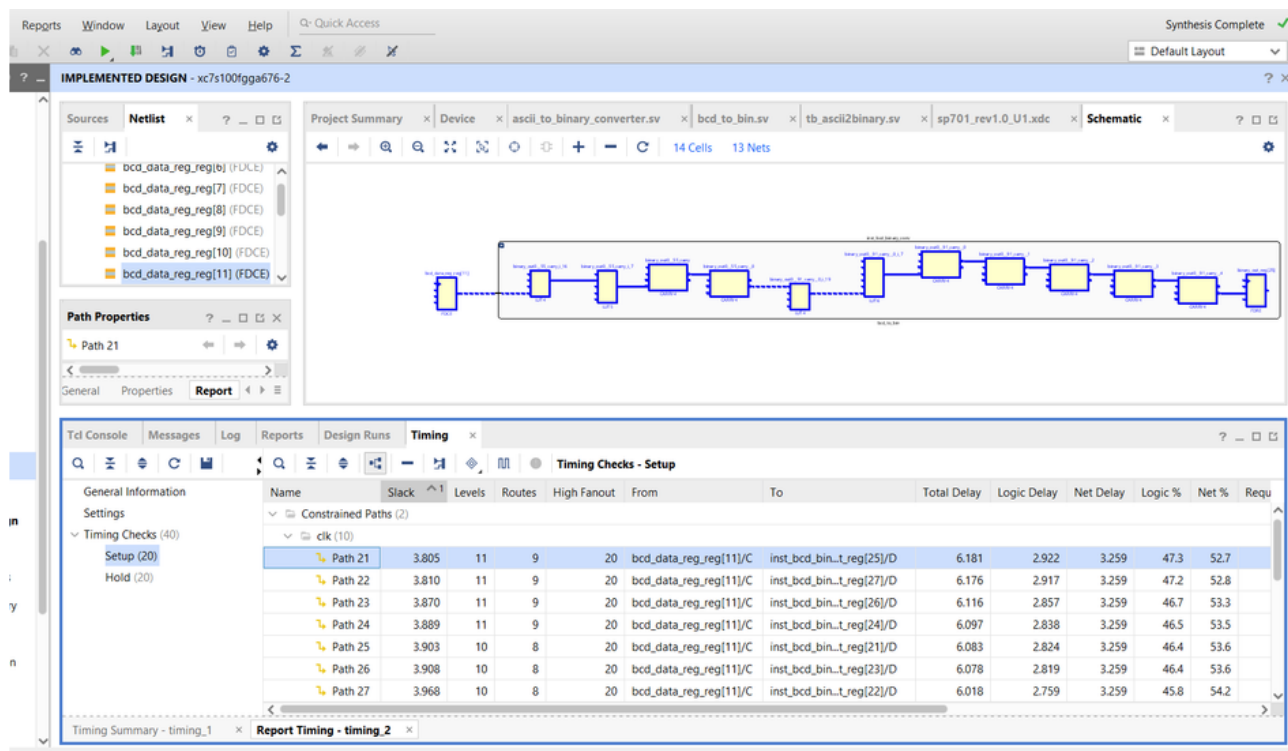 Reports Window Layout View Help Q- Quick Access Synthesis Complete
Default Layout
IMPLEMENTED DESIGN - xc7s100fgga676-2
Sources Netlist
Project Summary Device ascii_to_binary_converter.sv bcd_to_bin.sv tb_ascii2binary.sv sp701_rev1.0_U1.xdc Schematic
14 Cells 13 Nets
bcd_data_reg_reg[6] (FDCE)
bcd_data_reg_reg[7] (FDCE)
bcd_data_reg_reg[8] (FDCE)
bcd_data_reg_reg[9] (FDCE)
bcd_data_reg_reg[10] (FDCE)
bcd_data_reg_reg[11] (FDCE)
Path Properties
Path 21
General Properties Report
Tcl Console Messages Log Reports Design Runs Timing
Timing Checks - Setup
General Information
Settings
Timing Checks (40)
Setup (20)
Hold (20)
Name Slack ^1 Levels Routes High Fanout From To Total Delay Logic Delay Net Delay Logic % Net % Requ
Constrained Paths (2)
clk (10)
Path 21 3.805 11 9 20 bcd_data_reg_reg[11]/C inst_bcd_bin...t_reg[25]/D 6.181 2.922 3.259 47.3 52.7
Path 22 3.810 11 9 20 bcd_data_reg_reg[11]/C inst_bcd_bin...t_reg[27]/D 6.176 2.917 3.259 47.2 52.8
Path 23 3.870 11 9 20 bcd_data_reg_reg[11]/C inst_bcd_bin...t_reg[26]/D 6.116 2.857 3.259 46.7 53.3
Path 24 3.889 11 9 20 bcd_data_reg_reg[11]/C inst_bcd_bin...t_reg[24]/D 6.097 2.838 3.259 46.5 53.5
Path 25 3.903 10 8 20 bcd_data_reg_reg[11]/C inst_bcd_bin...t_reg[21]/D 6.083 2.824 3.259 46.4 53.6
Path 26 3.908 10 8 20 bcd_data_reg_reg[11]/C inst_bcd_bin...t_reg[23]/D 6.078 2.819 3.259 46.4 53.6
Path 27 3.968 10 8 20 bcd_data_reg_reg[11]/C inst_bcd_bin...t_reg[22]/D 6.018 2.759 3.259 45.8 54.2
Timing Summary - timing_1 Report Timing - timing_2